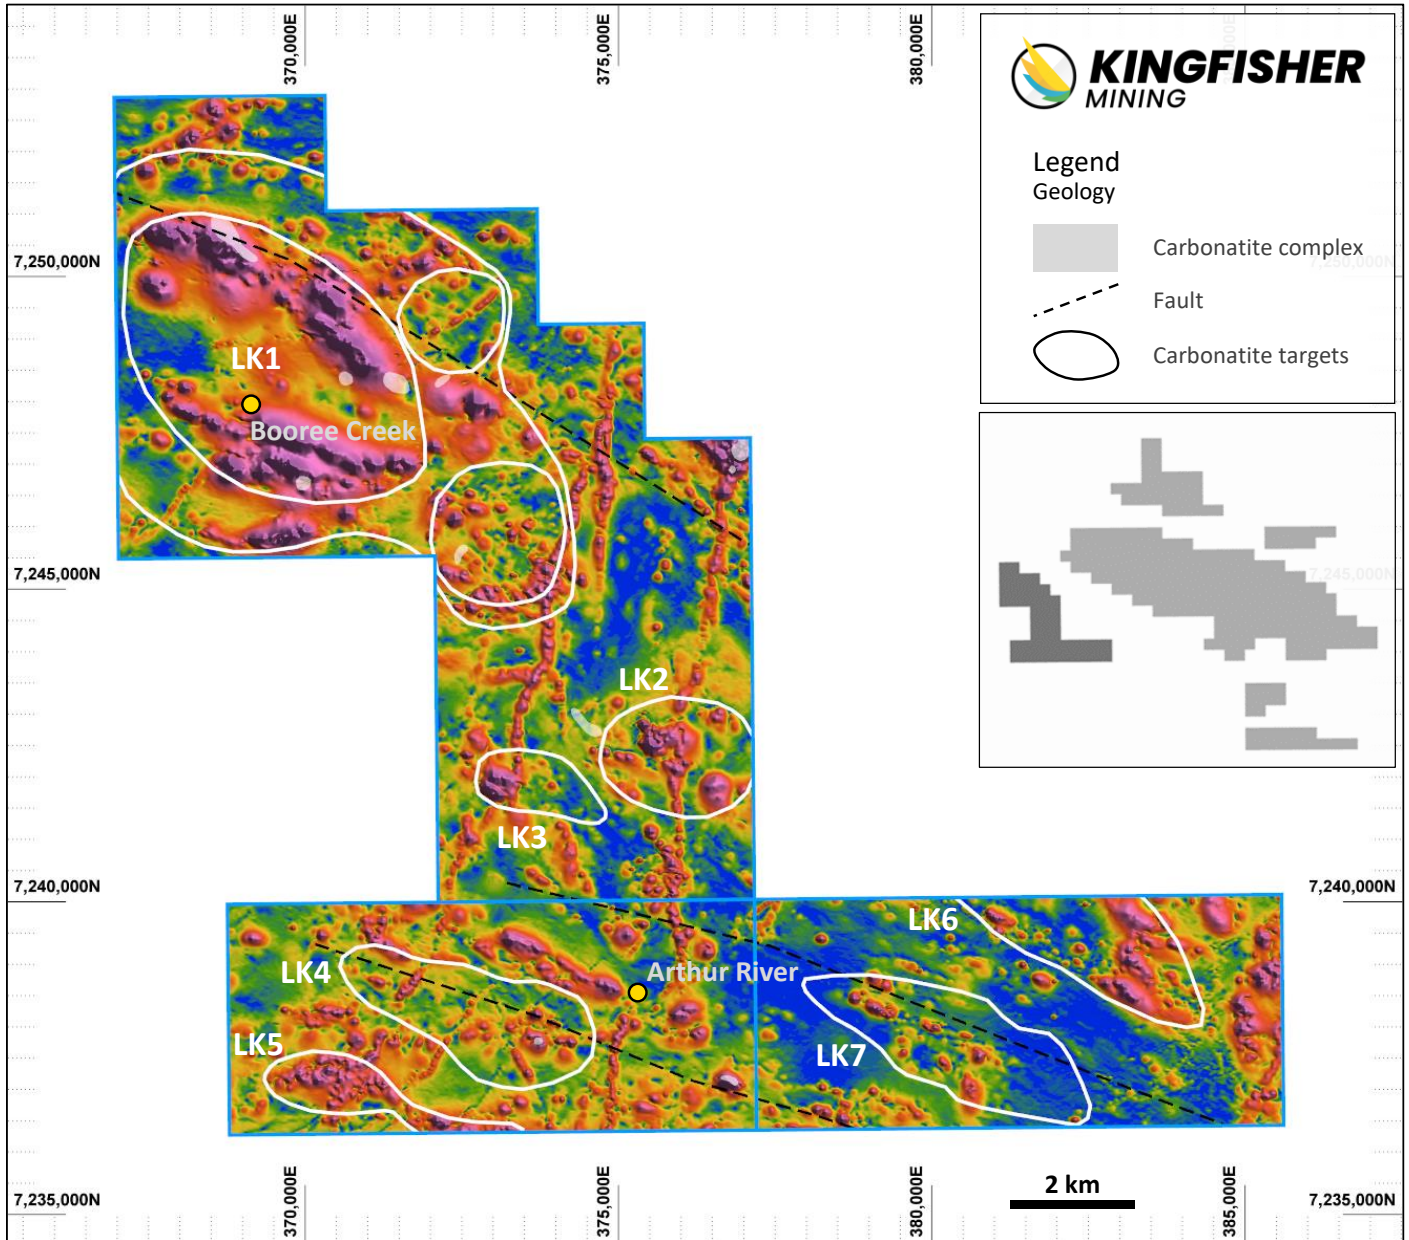 370,000E
375,000E
380,000E
KINGFISHER
MINING
Legend
Geology
Carbonatite complex
Fault
Carbonatite targets
7,250,000N
7,250,000N
LK1
Booree Creek
7,245,000N
7,245,000N
LK2
LK3
7,240,000N
7,240,000N
LK6
LK4
Arthur River
LK5
LK7
2 km
7,235,000N
7,235,000N
370,000E
375,000E
380,000E
385,000E